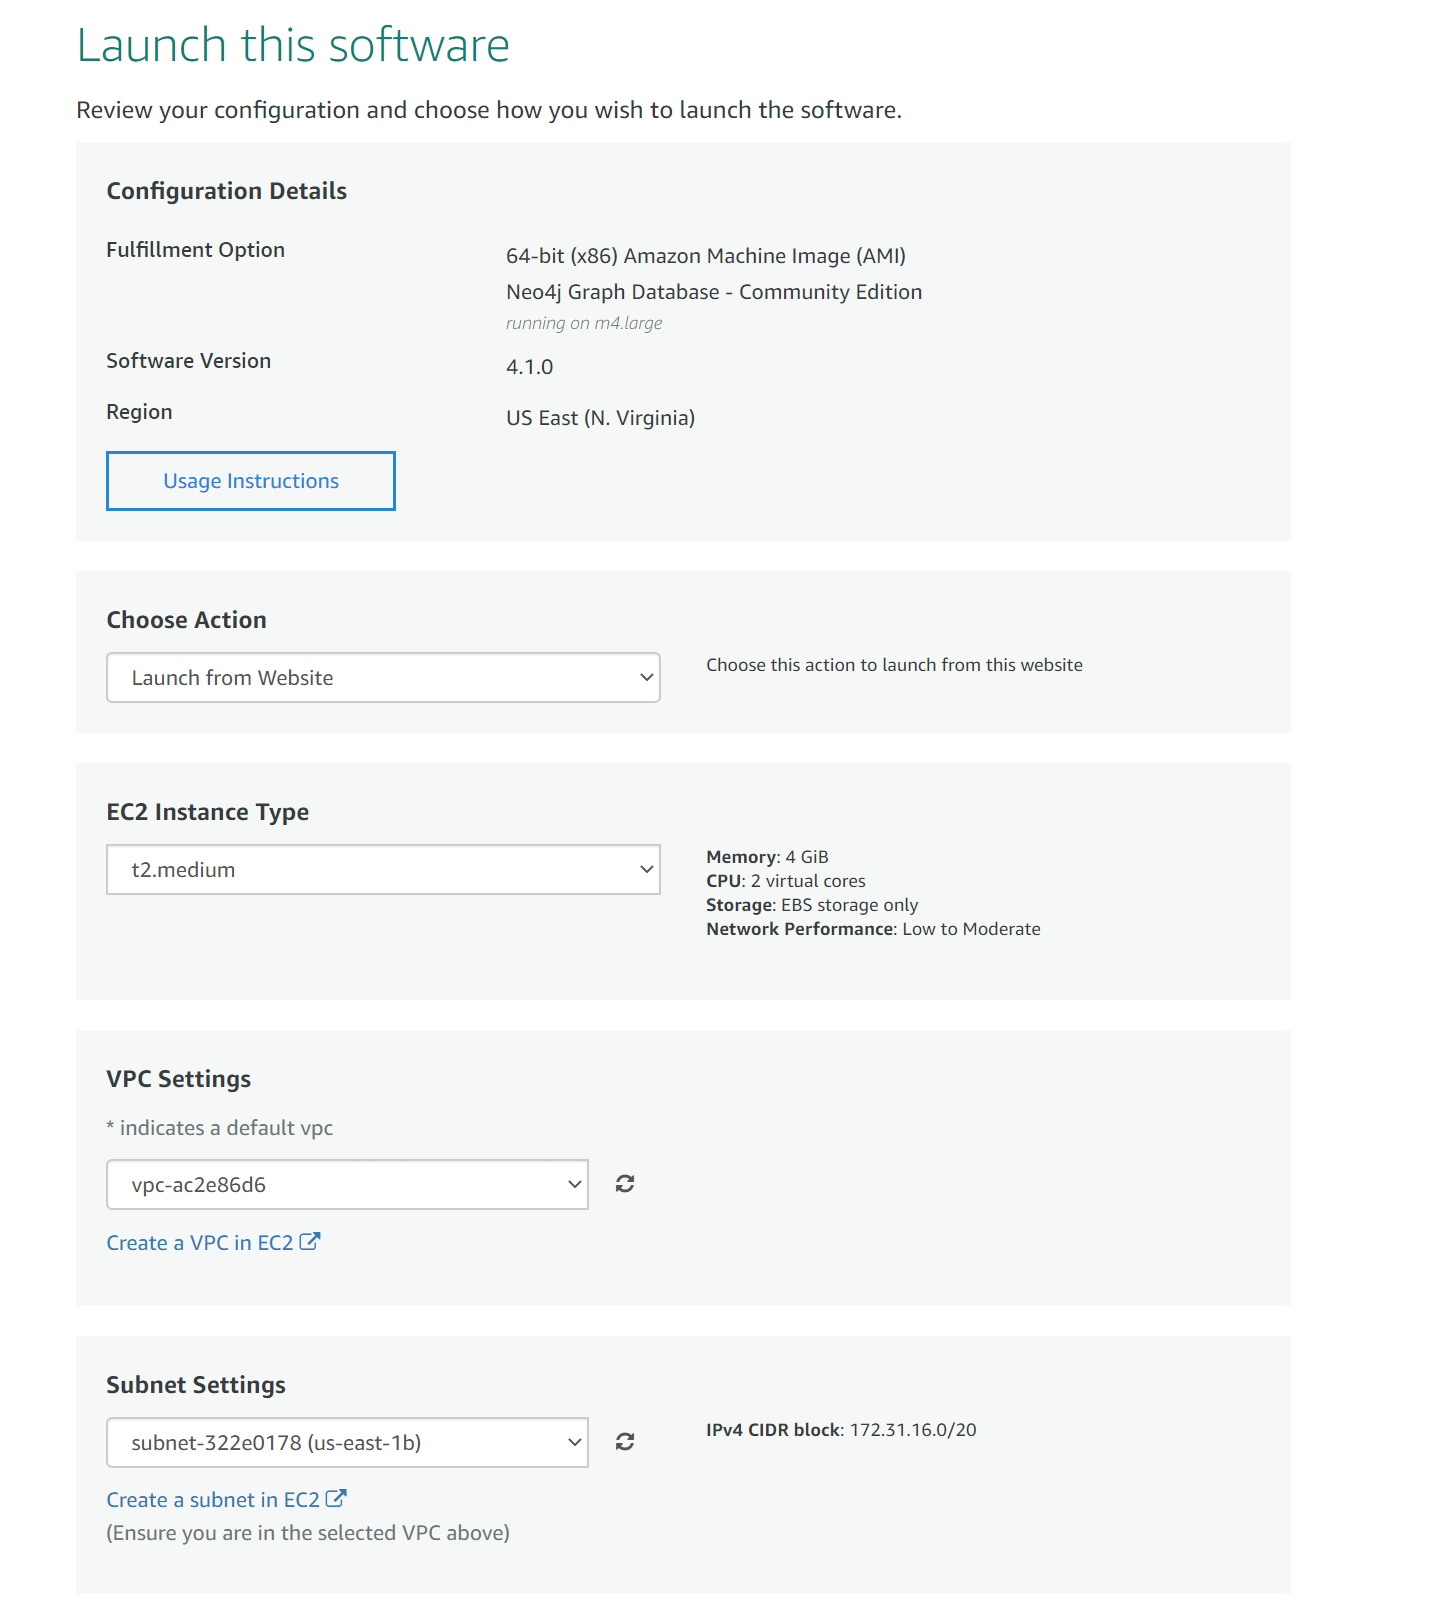 Launch this software
Review your configuration and choose how you wish to launch the software.
Configuration Details
Fulfillment Option
64-bit (x86) Amazon Machine Image (AMI)
Neo4j Graph Database - Community Edition
running on m4.large
Software Version
4.1.0
Region
US East (N. Virginia)
Usage Instructions
Choose Action
Launch from Website
Choose this action to launch from this website
EC2 Instance Type
t2.medium
Memory: 4 GiB
CPU: 2 virtual cores
Storage: EBS storage only
Network Performance: Low to Moderate
VPC Settings
* indicates a default vpc
vpc-ac2e86d6
Create a VPC in EC2
Subnet Settings
subnet-322e0178 (us-east-1b)
IPv4 CIDR block: 172.31.16.0/20
Create a subnet in EC2
(Ensure you are in the selected VPC above)